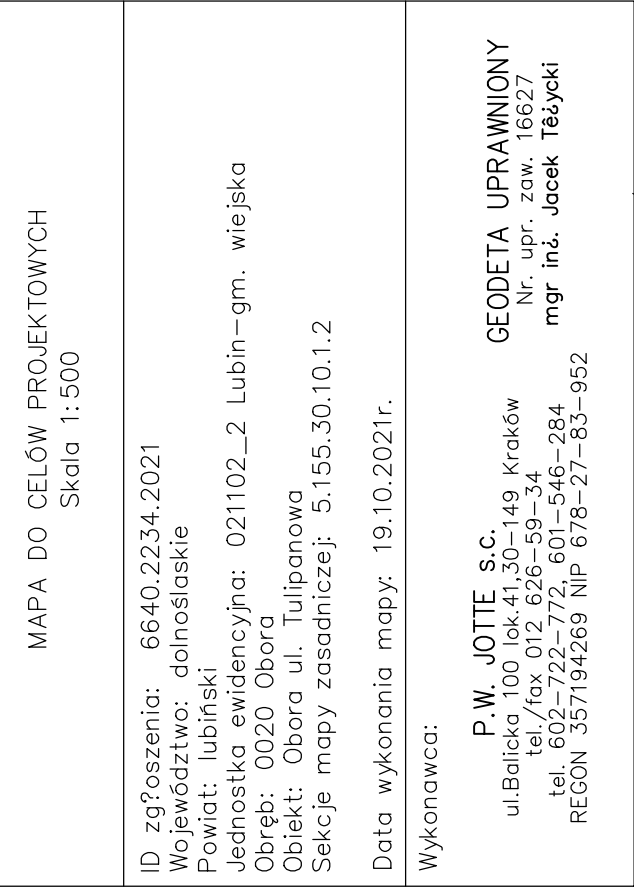 MAPA DO CELÓW PROJEKTOWYCH
Skala 1:500
ID zg?oszenia: 6640.2234.2021
Województwo: dolnoślaskie
Powiat: lubiński
Jednostka ewidencyjna: 021102_2 Lubin-gm. wiejska
Obręb: 0020 Obora
Obiekt: Obora ul. Tulipanowa
Sekcje mapy zasadniczej: 5.155.30.10.1.2
Data wykonania mapy: 19.10.2021r.
Wykonawca:
P.W. JOTTE s.c.
ul.Balicka 100 lok.41,30-149 Kraków
tel./fax 012 626-59-34
tel. 602-722-772, 601-546-284
REGON 357194269 NIP 678-27-83-952
GEODETA UPRAWNIONY
Nr. upr. zaw. 16627
mgr in¿. Jacek Tê¿ycki